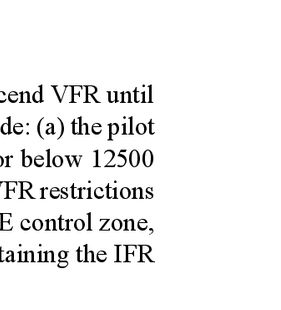 cend VFR until
de: (a) the pilot
or below 12500
VFR restrictions
E control zone,
taining the IFR